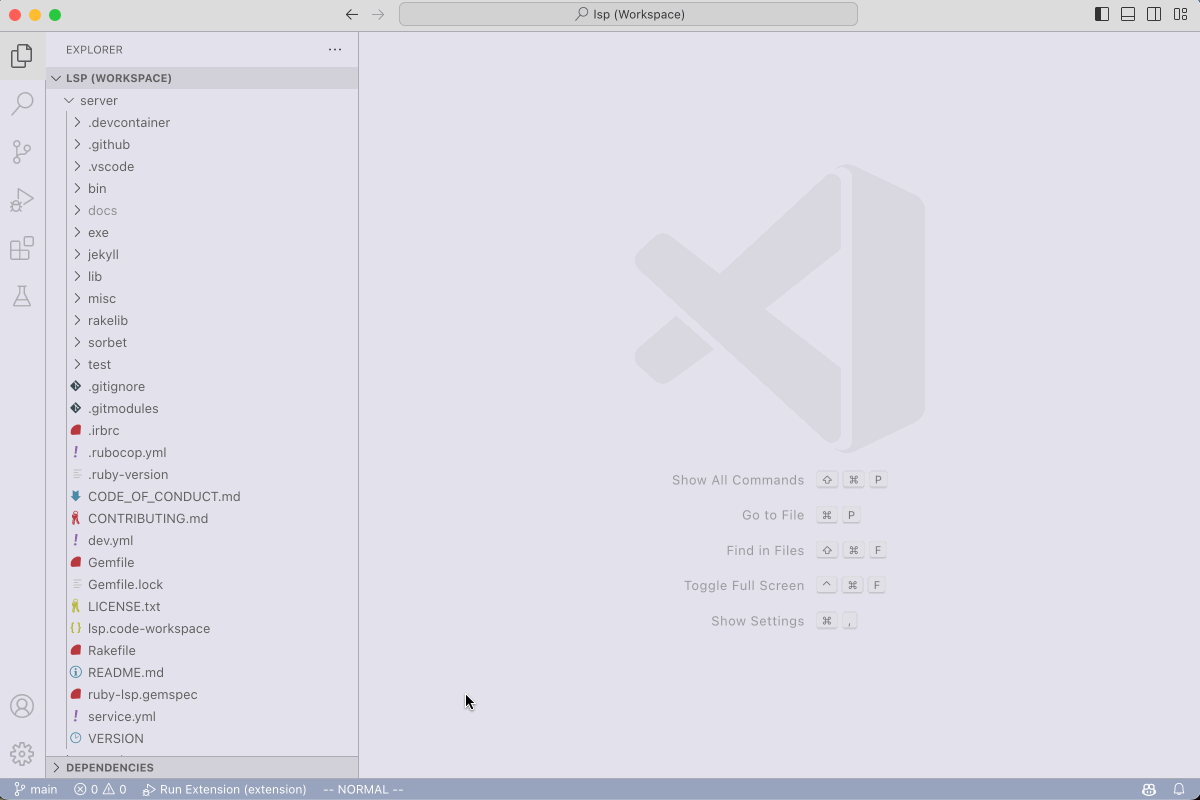 lsp (Workspace)
EXPLORER
LSP (WORKSPACE)
server
.devcontainer
.github
.vscode
bin
docs
exe
jekyll
lib
misc
rakelib
sorbet
test
.gitignore
.gitmodules
.irbrc
.rubocop.yml
.ruby-version
CODE_OF_CONDUCT.md
CONTRIBUTING.md
dev.yml
Gemfile
Gemfile.lock
LICENSE.txt
lsp.code-workspace
Rakefile
README.md
ruby-lsp.gemspec
service.yml
VERSION
DEPENDENCIES
Show All Commands ⇧ ⌘ P
Go to File ⌘ P
Find in Files ⇧ ⌘ F
Toggle Full Screen ^ ⌘ F
Show Settings ⌘ ,
main 0 0 Run Extension (extension) -- NORMAL --